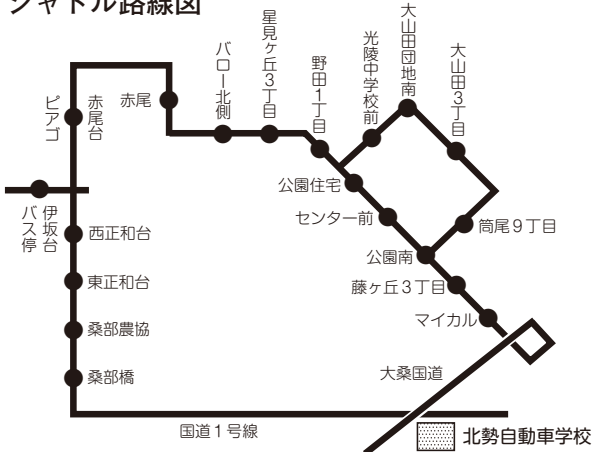 シャトル路線図
大山田団地南
星見ヶ丘3丁目
光陵中学校前
大山田3丁目
バロー北側
野田1丁目
ピアゴ
赤尾台
赤尾
公園住宅
センター前
筒尾9丁目
伊坂台
バス停
西正和台
公園南
東正和台
藤ヶ丘3丁目
マイカル
桑部農協
桑部橋
大桑国道
国道1号線
北勢自動車学校